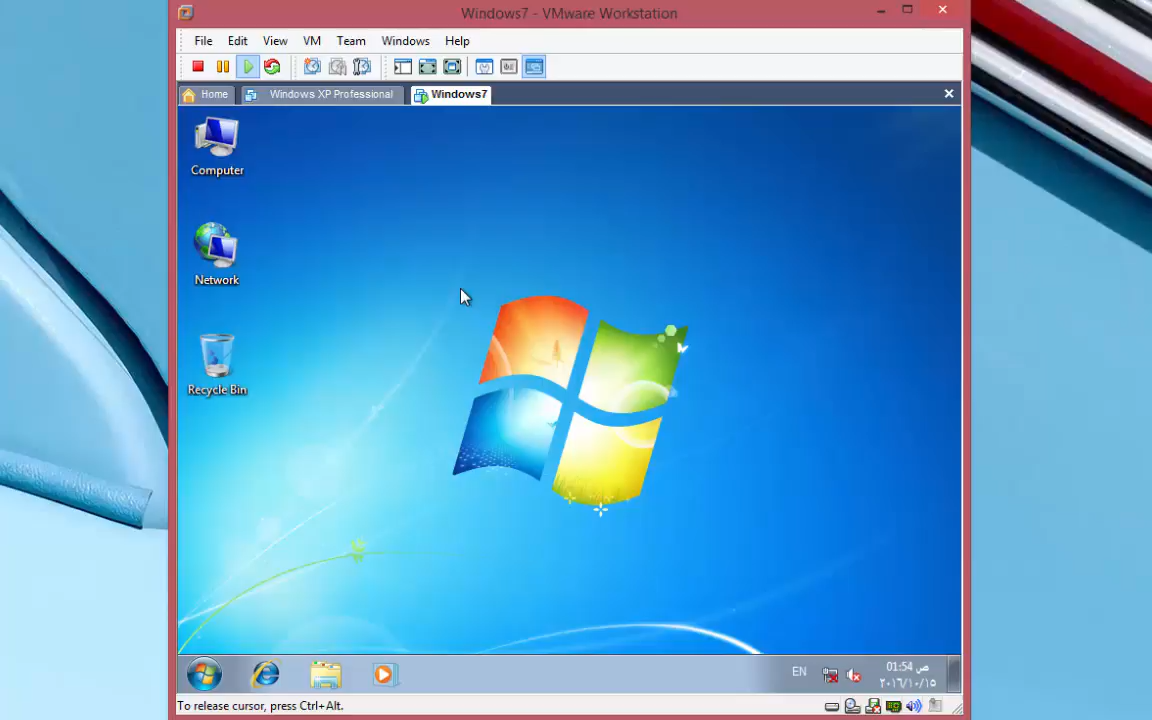 Windows7 - VMware Workstation
File Edit View VM Team Windows Help
Home Windows XP Professional Windows7
Computer
Network
Recycle Bin
EN
01:54 ص
٢٠١٦/١٠/١٥
To release cursor, press Ctrl+Alt.